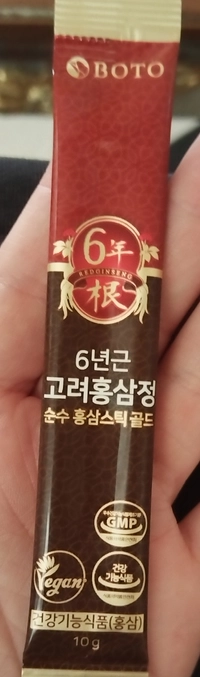 BOTO
6年
REDGINSENG
根
6년근
고려홍삼정
순수 홍삼스틱 골드
GMP
Vegan
건강
기능식품
건강기능식품(홍삼)
10g